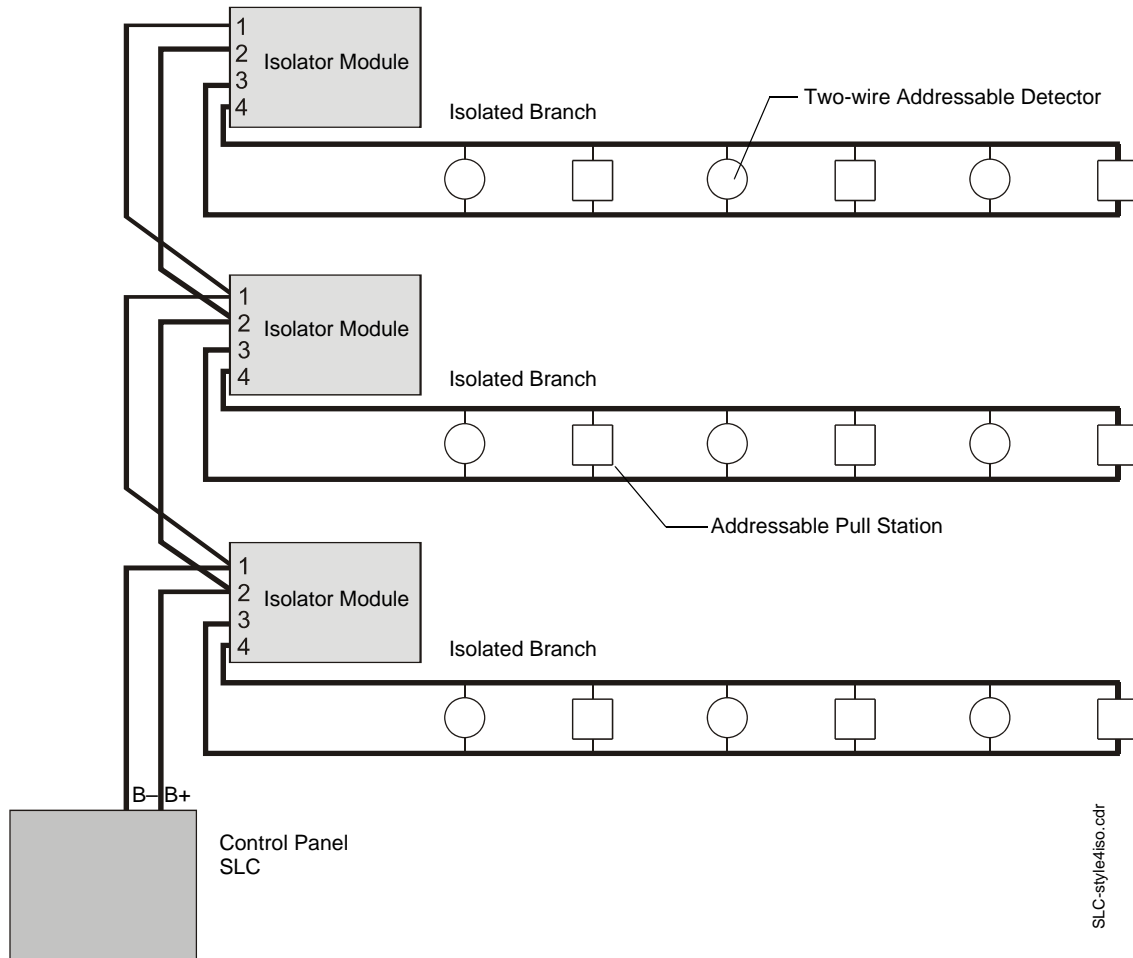 1
2
3
4
Isolator Module
Isolated Branch
Two-wire Addressable Detector
1
2
3
4
Isolator Module
Isolated Branch
Addressable Pull Station
1
2
3
4
Isolator Module
Isolated Branch
B– B+
Control Panel
SLC
SLC-style4iso.cdr